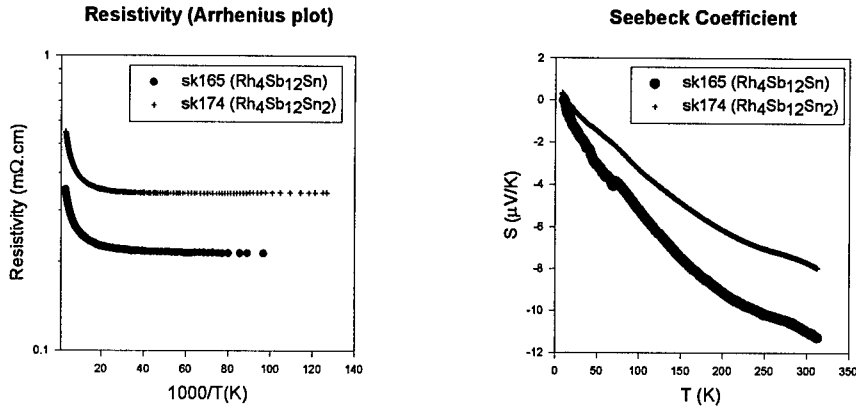 Resistivity (Arrhenius plot)
1
sk165 (Rh4Sb12Sn)
sk174 (Rh4Sb12Sn2)
Resistivity (mΩ.cm)
0.1
20 40 60 80 100 120 140
1000/T(K)
Seebeck Coefficient
2
0
-2
-4
-6
-8
-10
-12
sk165 (Rh4Sb12Sn)
sk174 (Rh4Sb12Sn2)
S (µV/K)
0 50 100 150 200 250 300 350
T (K)